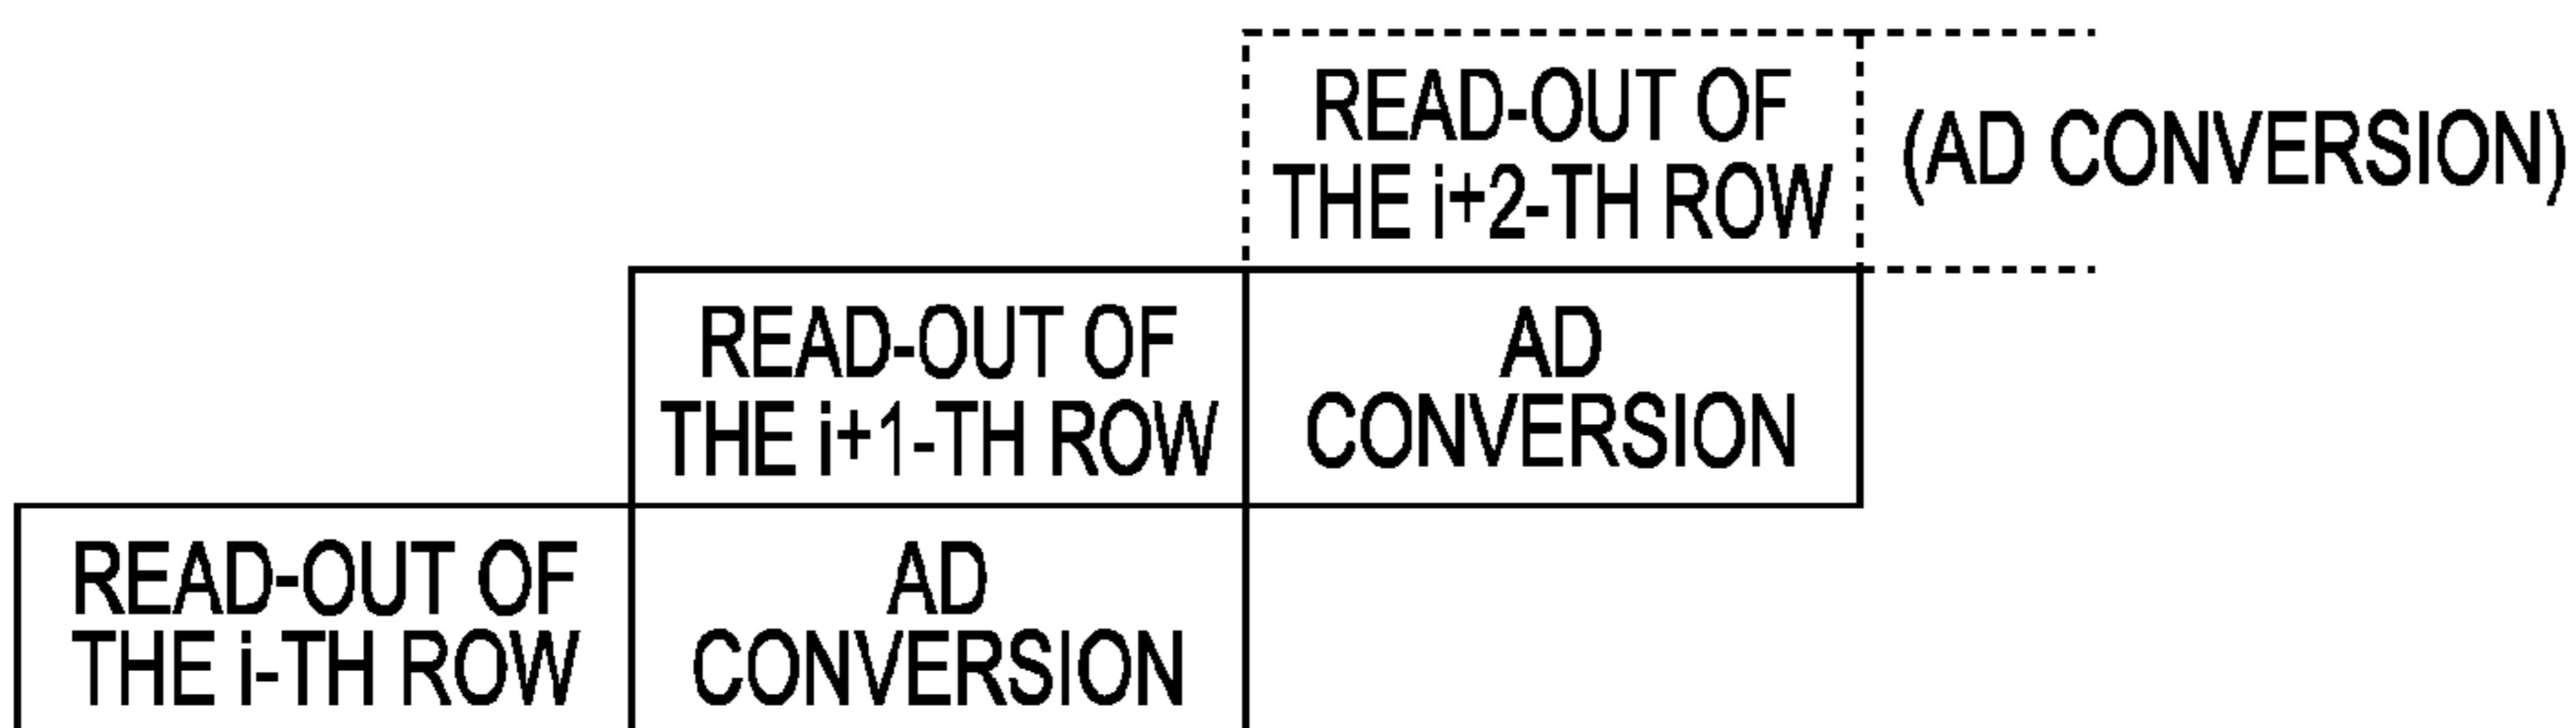 READ-OUT OF
THE i+2-TH ROW
(AD CONVERSION)
READ-OUT OF
THE i+1-TH ROW
AD
CONVERSION
READ-OUT OF
THE i-TH ROW
AD
CONVERSION